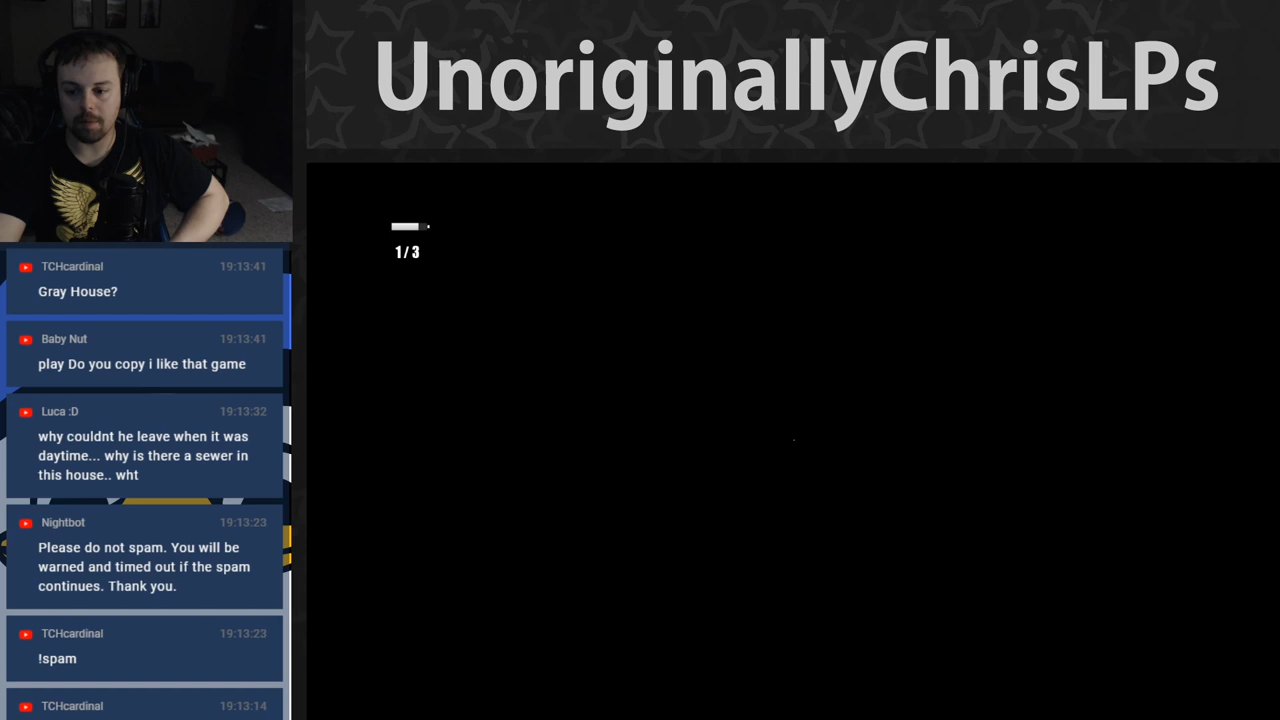 UnoriginallyChrisLPs
1/3
TCHcardinal 19:13:41
Gray House?
Baby Nut 19:13:41
play Do you copy i like that game
Luca :D 19:13:32
why couldnt he leave when it was
daytime... why is there a sewer in
this house.. wht
Nightbot 19:13:23
Please do not spam. You will be
warned and timed out if the spam
continues. Thank you.
TCHcardinal 19:13:23
!spam
TCHcardinal 19:13:14